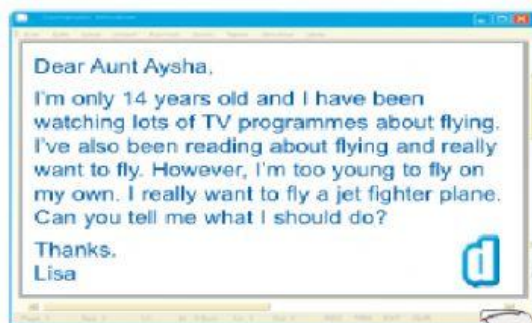 Dear Aunt Aysha,
I'm only 14 years old and I have been
watching lots of TV programmes about flying.
I've also been reading about flying and really
want to fly. However, I'm too young to fly on
my own. I really want to fly a jet fighter plane.
Can you tell me what I should do?
Thanks.
Lisa
d